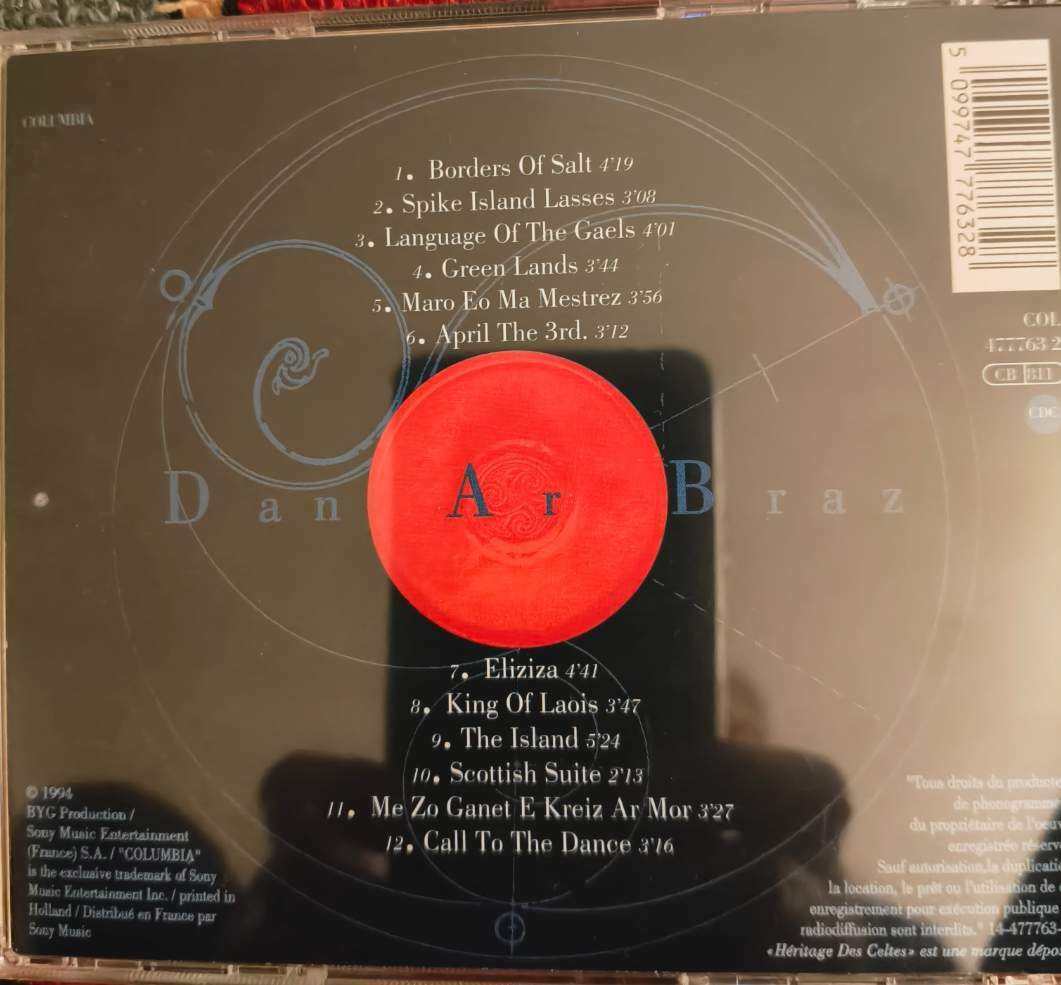 COLUMBIA
1. Borders Of Salt 4'19
2. Spike Island Lasses 3'08
3. Language Of The Gaels 4'01
4. Green Lands 3'44
5. Maro Eo Ma Mestrez 3'56
6. April The 3rd. 3'12
Dan Ar Braz
7. Eliziza 4'41
8. King Of Laois 3'47
9. The Island 5'24
10. Scottish Suite 2'13
11. Me Zo Ganet E Kreiz Ar Mor 3'27
12. Call To The Dance 3'16
5 099747 776328
COL
477763-2
CB 811
CDC
© 1994
BYG Production /
Sony Music Entertainment
(France) S.A. / "COLUMBIA"
is the exclusive trademark of Sony
Music Entertainment Inc. / printed in
Holland / Distribué en France par
Sony Music
"Tous droits du
de
du propriétaire de
enregistrée
Sauf autorisation, la
la location, le prêt ou l'utilisation de
enregistrement pour exécution publique
radiodiffusion sont interdits." 14-477763-
«Héritage Des Celtes» est une marque